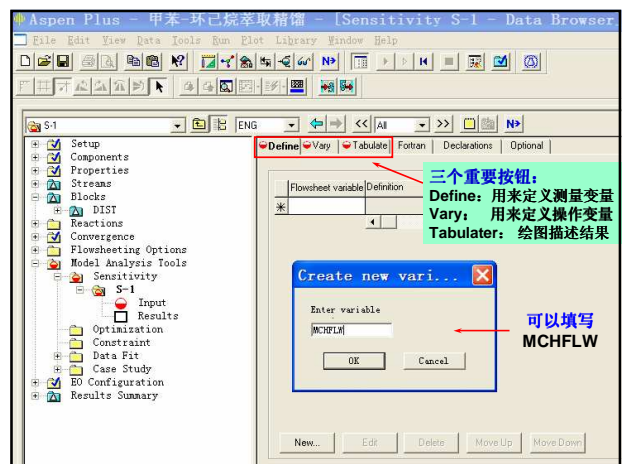 Aspen Plus - 甲苯-环已烷萃取精馏 - [Sensitivity S-1 - Data Browser
File Edit View Data Tools Run Plot Library Window Help
N>
S-1
ENG
<< All >> N>
Setup
Components
Properties
Streams
Blocks
DIST
Reactions
Convergence
Flowsheeting Options
Model Analysis Tools
Sensitivity
S-1
Input
Results
Optimization
Constraint
Data Fit
Case Study
EO Configuration
Results Summary
Define Vary Tabulate Fortran Declarations Optional
Flowsheet variable Definition
三个重要按钮：
Define：用来定义测量变量
Vary： 用来定义操作变量
Tabulater： 绘图描述结果
Create new vari...
Enter variable
MCHFLW
OK Cancel
可以填写
MCHFLW
New... Edit Delete Move Up Move Down